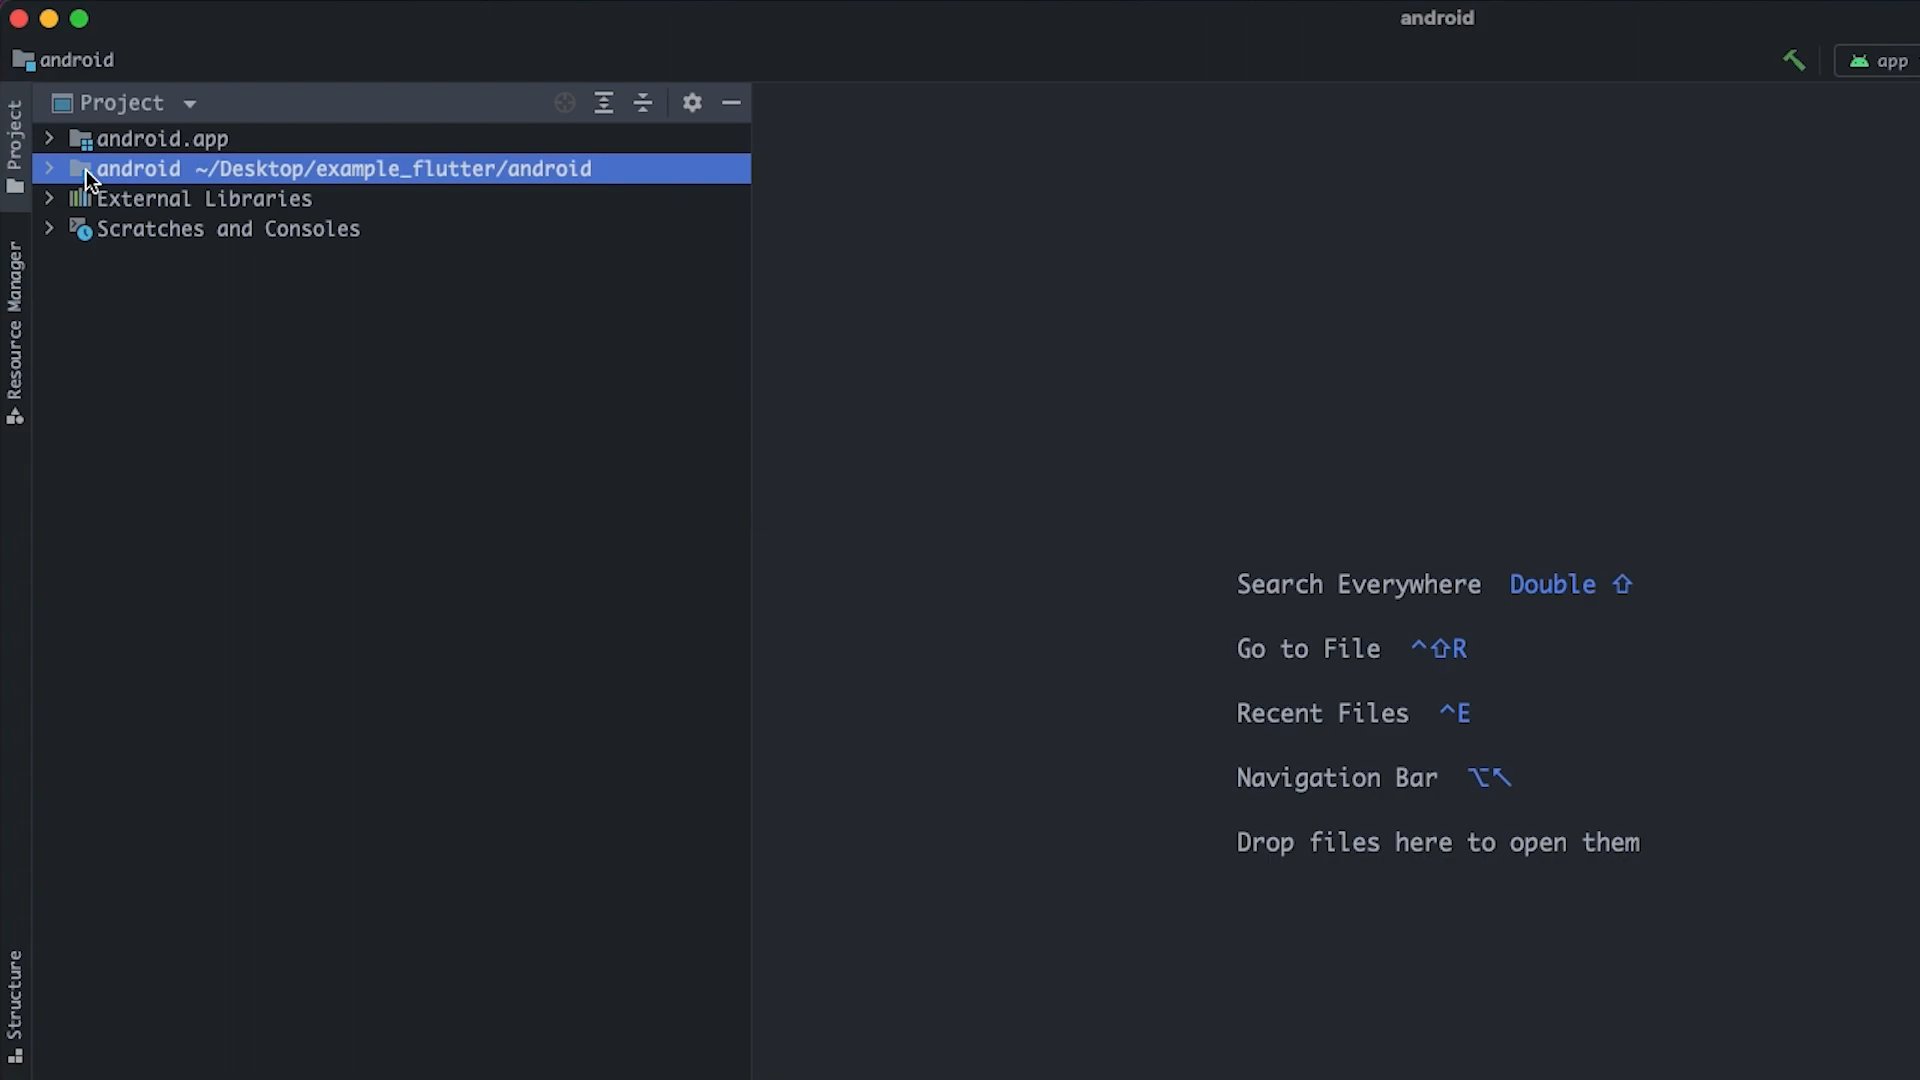 android
android
app
Project
Project
android.app
android ~/Desktop/example_flutter/android
External Libraries
Scratches and Consoles
Resource Manager
Structure
Search Everywhere Double ⇧
Go to File ^⇧R
Recent Files ^E
Navigation Bar ⌥↖
Drop files here to open them